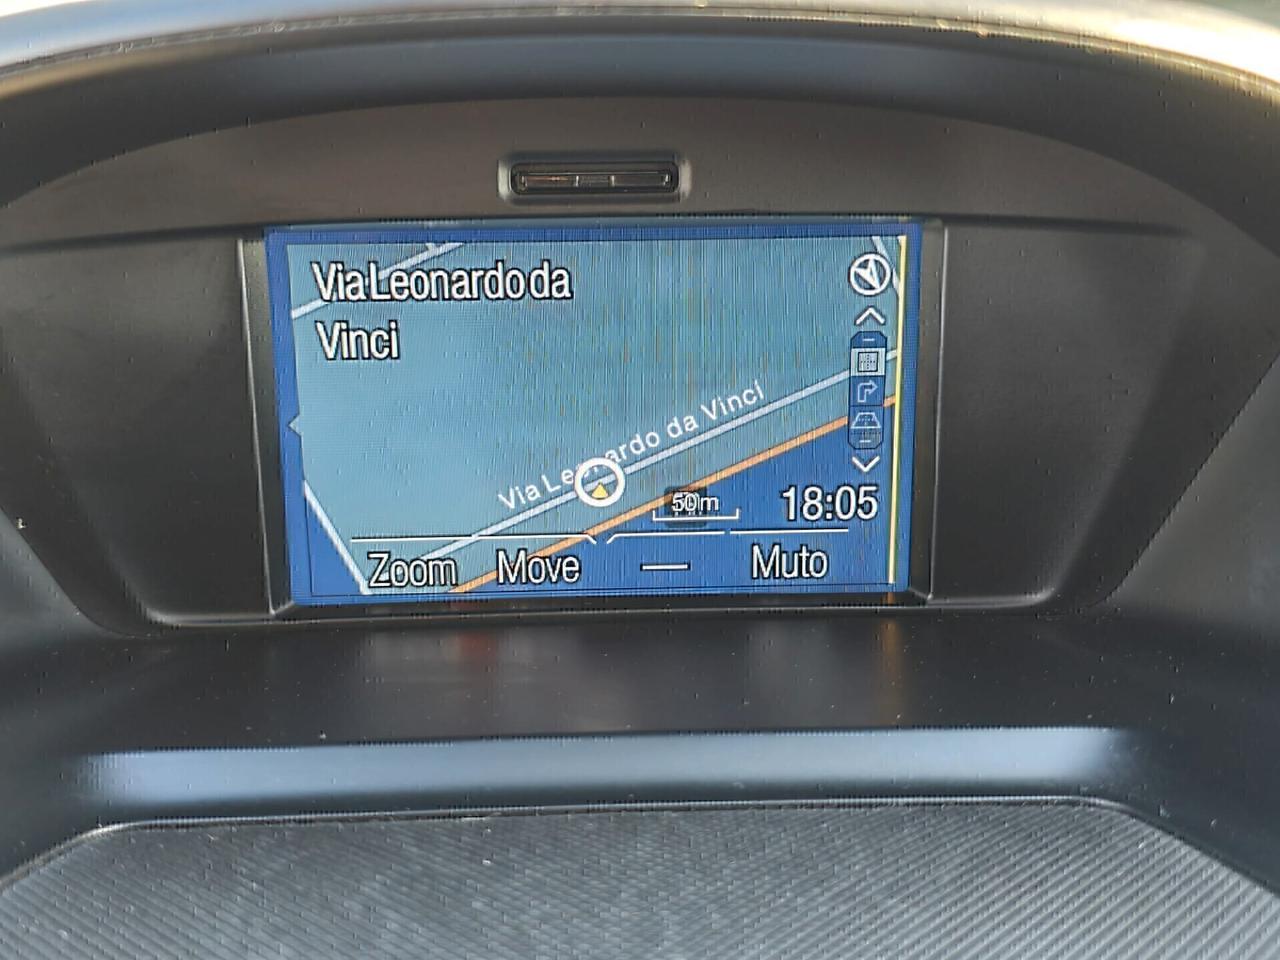 Via Leonardo da
Vinci
Via Leonardo da Vinci
50m
18:05
Zoom Move Muto